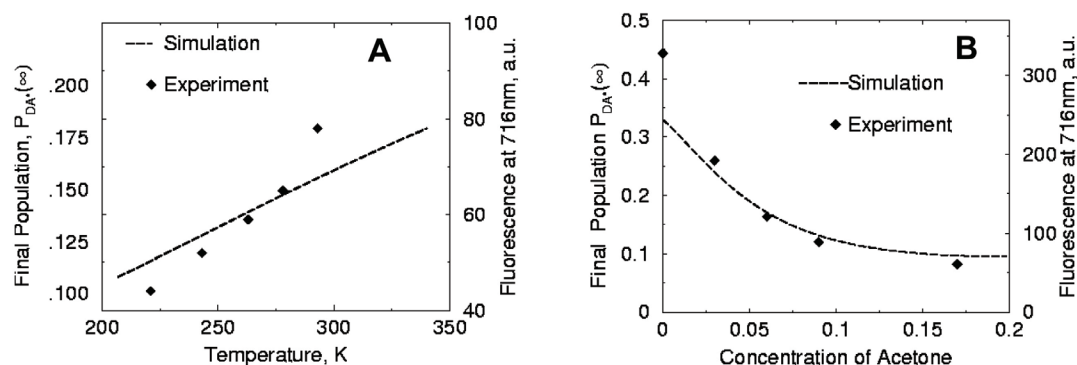 A
Simulation
Experiment
Final Population, P_DA*(∞)
.200
.175
.150
.125
.100
200
250
300
350
Temperature, K
100
80
60
40
Fluorescence at 716nm, a.u.
B
Simulation
Experiment
Final Population P_DA*(∞)
0.5
0.4
0.3
0.2
0.1
0
0
0.05
0.1
0.15
0.2
Concentration of Acetone
300
200
100
0
Fluorescence at 716nm, a.u.